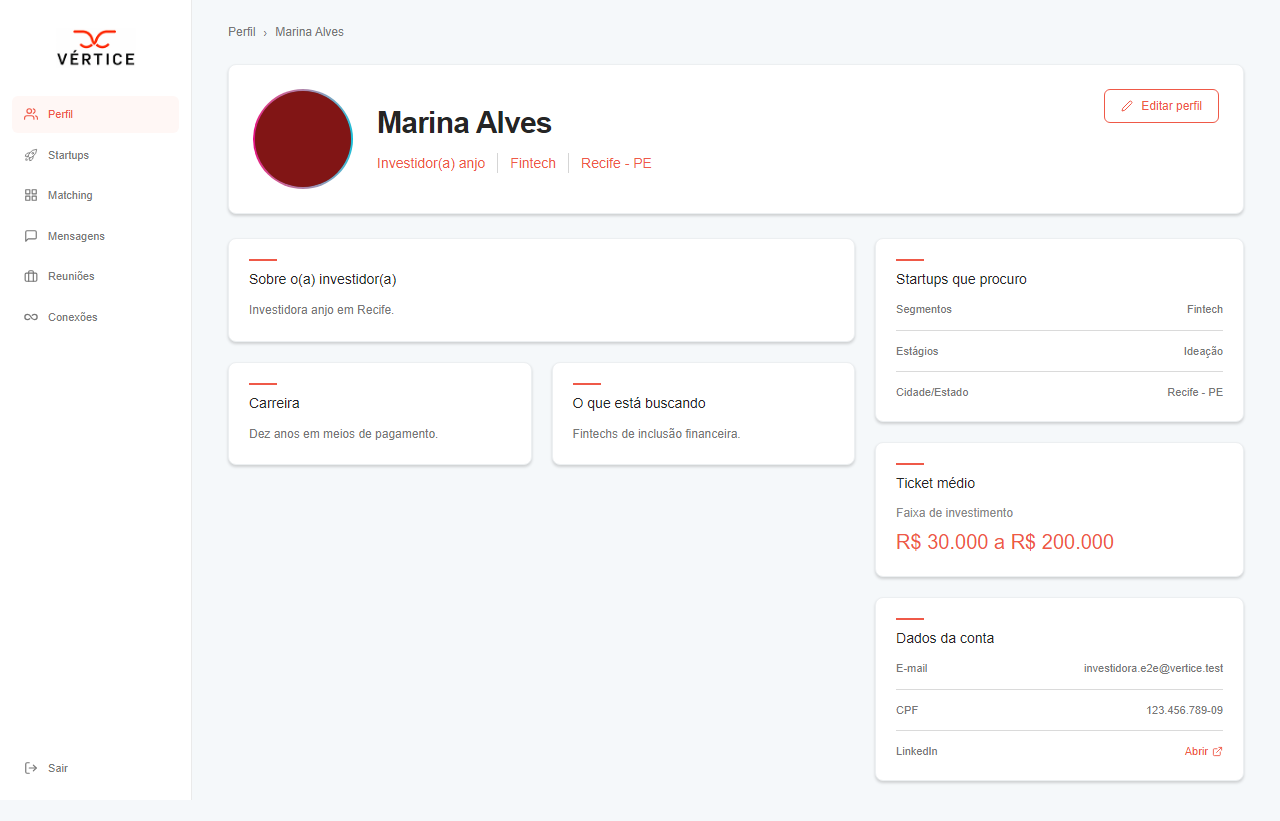 VÉRTICE
Perfil
Startups
Matching
Mensagens
Reuniões
Conexões
Sair
Perfil › Marina Alves
Marina Alves
Investidor(a) anjo
Fintech
Recife - PE
Editar perfil
Sobre o(a) investidor(a)
Investidora anjo em Recife.
Carreira
Dez anos em meios de pagamento.
O que está buscando
Fintechs de inclusão financeira.
Startups que procuro
Segmentos Fintech
Estágios Ideação
Cidade/Estado Recife - PE
Ticket médio
Faixa de investimento
R$ 30.000 a R$ 200.000
Dados da conta
E-mail investidora.e2e@vertice.test
CPF 123.456.789-09
LinkedIn Abrir